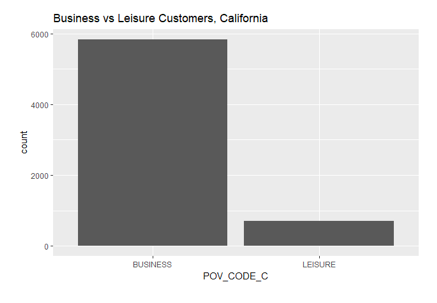 Business vs Leisure Customers, California
6000
4000
2000
0
count
BUSINESS LEISURE
POV_CODE_C